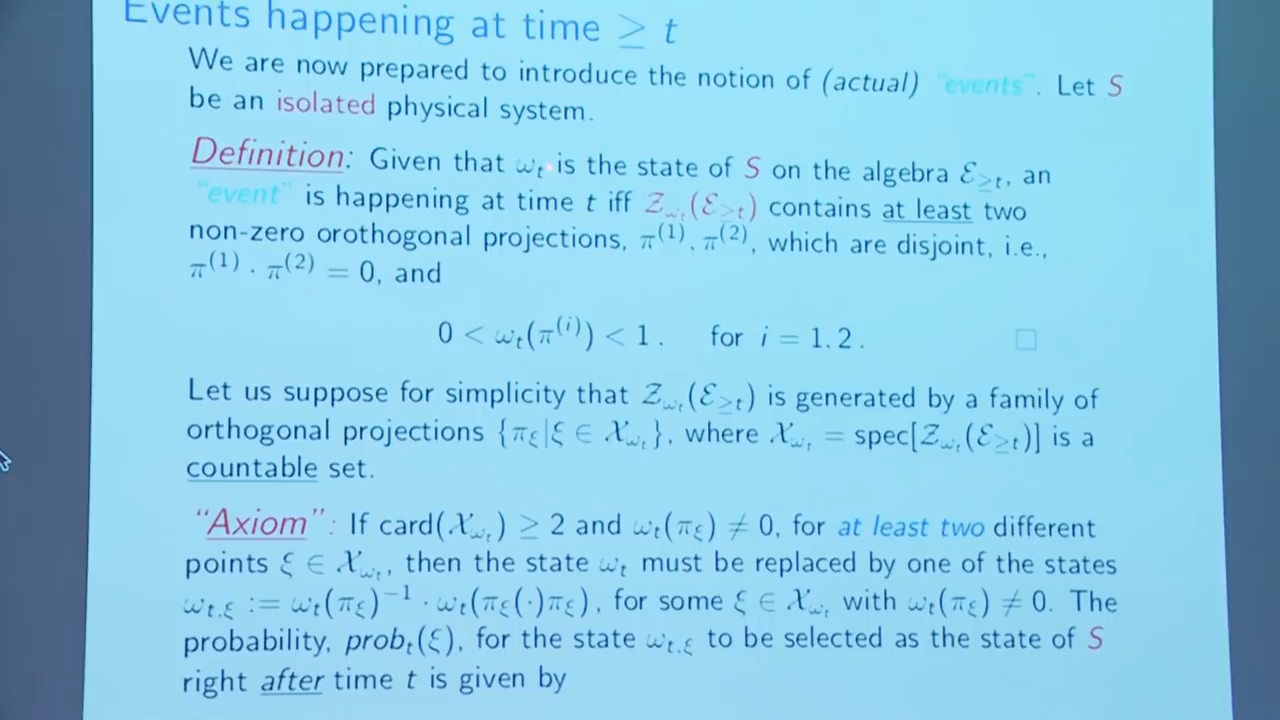 Events happening at time ≥ t
We are now prepared to introduce the notion of (actual) "events". Let S
be an isolated physical system.
Definition: Given that ω_t is the state of S on the algebra ℰ_{≥t}, an
"event" is happening at time t iff 𝒵_{ω_t}(ℰ_{≥t}) contains at least two
non-zero orothogonal projections, π^{(1)}, π^{(2)}, which are disjoint, i.e.,
π^{(1)} · π^{(2)} = 0, and
0 < ω_t(π^{(i)}) < 1, for i = 1, 2. □
Let us suppose for simplicity that 𝒵_{ω_t}(ℰ_{≥t}) is generated by a family of
orthogonal projections {π_ξ|ξ ∈ 𝒳_{ω_t}}, where 𝒳_{ω_t} = spec[𝒵_{ω_t}(ℰ_{≥t})] is a
countable set.
"Axiom": If card(𝒳_{ω_t}) ≥ 2 and ω_t(π_ξ) ≠ 0, for at least two different
points ξ ∈ 𝒳_{ω_t}, then the state ω_t must be replaced by one of the states
ω_{t,ξ} := ω_t(π_ξ)^{-1} · ω_t(π_ξ(·)π_ξ), for some ξ ∈ 𝒳_{ω_t} with ω_t(π_ξ) ≠ 0. The
probability, prob_t(ξ), for the state ω_{t,ξ} to be selected as the state of S
right after time t is given by